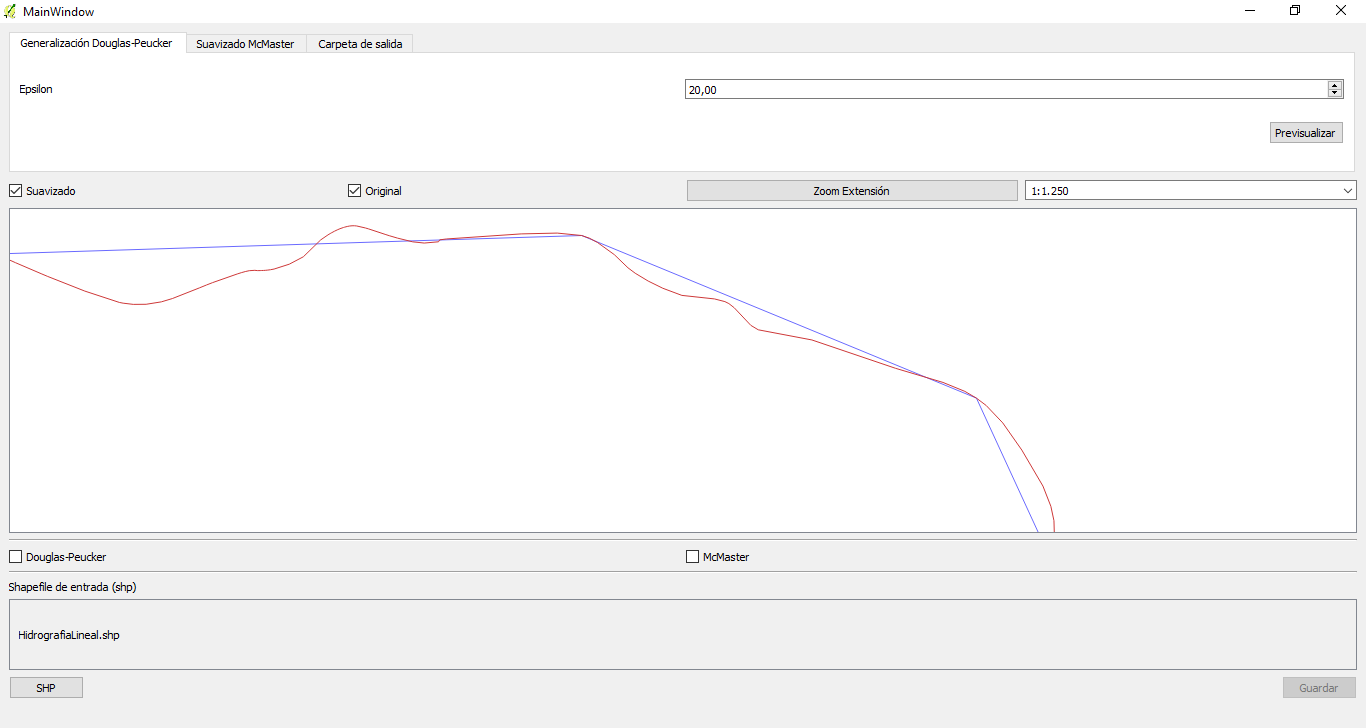 MainWindow
Generalización Douglas-Peucker Suavizado McMaster Carpeta de salida
Epsilon 20,00
Previsualizar
Suavizado Original Zoom Extensión 1:1.250
Douglas-Peucker McMaster
Shapefile de entrada (shp)
HidrografiaLineal.shp
SHP Guardar